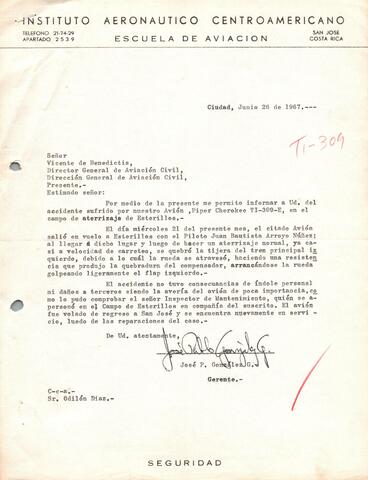 INSTITUTO AERONAUTICO CENTROAMERICANO
TELEFONO 21-74-29
APARTADO 2539
ESCUELA DE AVIACION
SAN JOSE
COSTA RICA
Ciudad, Junio 26 de 1967,.---
TI-309
Señor
Vicente de Benedictis,
Director General de Aviación Civil,
Dirección General de Aviación Civil,
Presente.-
Estimado señor:
Por medio de la presente me permito informar a Ud. del
accidente sufrido por nuestro Avión ,Piper Cherokee TI-309-E, en el
campo de aterrizaje de Esterillos.
El día miércoles 21 del presente mes, el citado Avión
salió en vuelo a Esterillos con el Piloto Juan Bautista Arroyo Núñez;
al llegar á dicho lugar y luego de hacer un aterrizaje normal, ya ca-
si a velocidad de carreteo, se quebró la tijera del tren principal iz
quierdo, debido a lo cuál la rueda se atravesó, haciendo una resisten
cia que produjo la quebradura del compensador, arrancándose la rueda
golpeando ligeramente el flap izquierdo.
El accidente no tuvo consecuencias de índole personal
ni daños a terceros siendo la avería del avión de poca importancia,co
mo lo pudo comprobar el señor Inspector de Mantenimiento, quién se a-
personó en el Campo de Esterillos en compañía del suscrito. El avión
fue volado de regreso a San José y se encuentra nuevamente en servi-
cio, luedo de las reparaciones del caso.--
De Ud. atentamente,
José Pablo González G.
José P. González G.-
Gerente.-
C-c-a.-
Sr. Odilón Diaz.-
SEGURIDAD